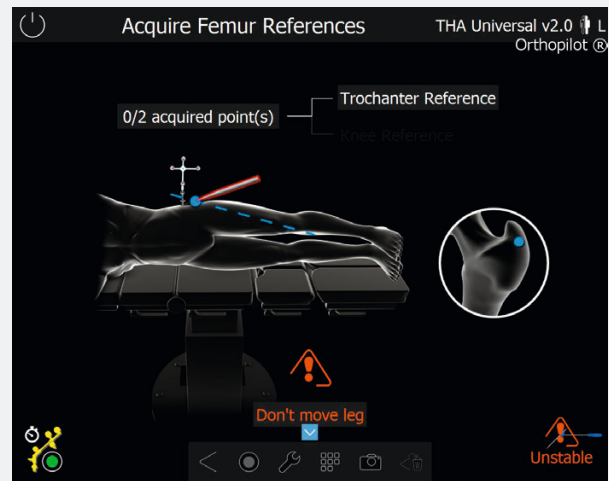 Acquire Femur References
THA Universal v2.0 L
Orthopilot ®
0/2 acquired point(s)
Trochanter Reference
Knee Reference
Don't move leg
Unstable